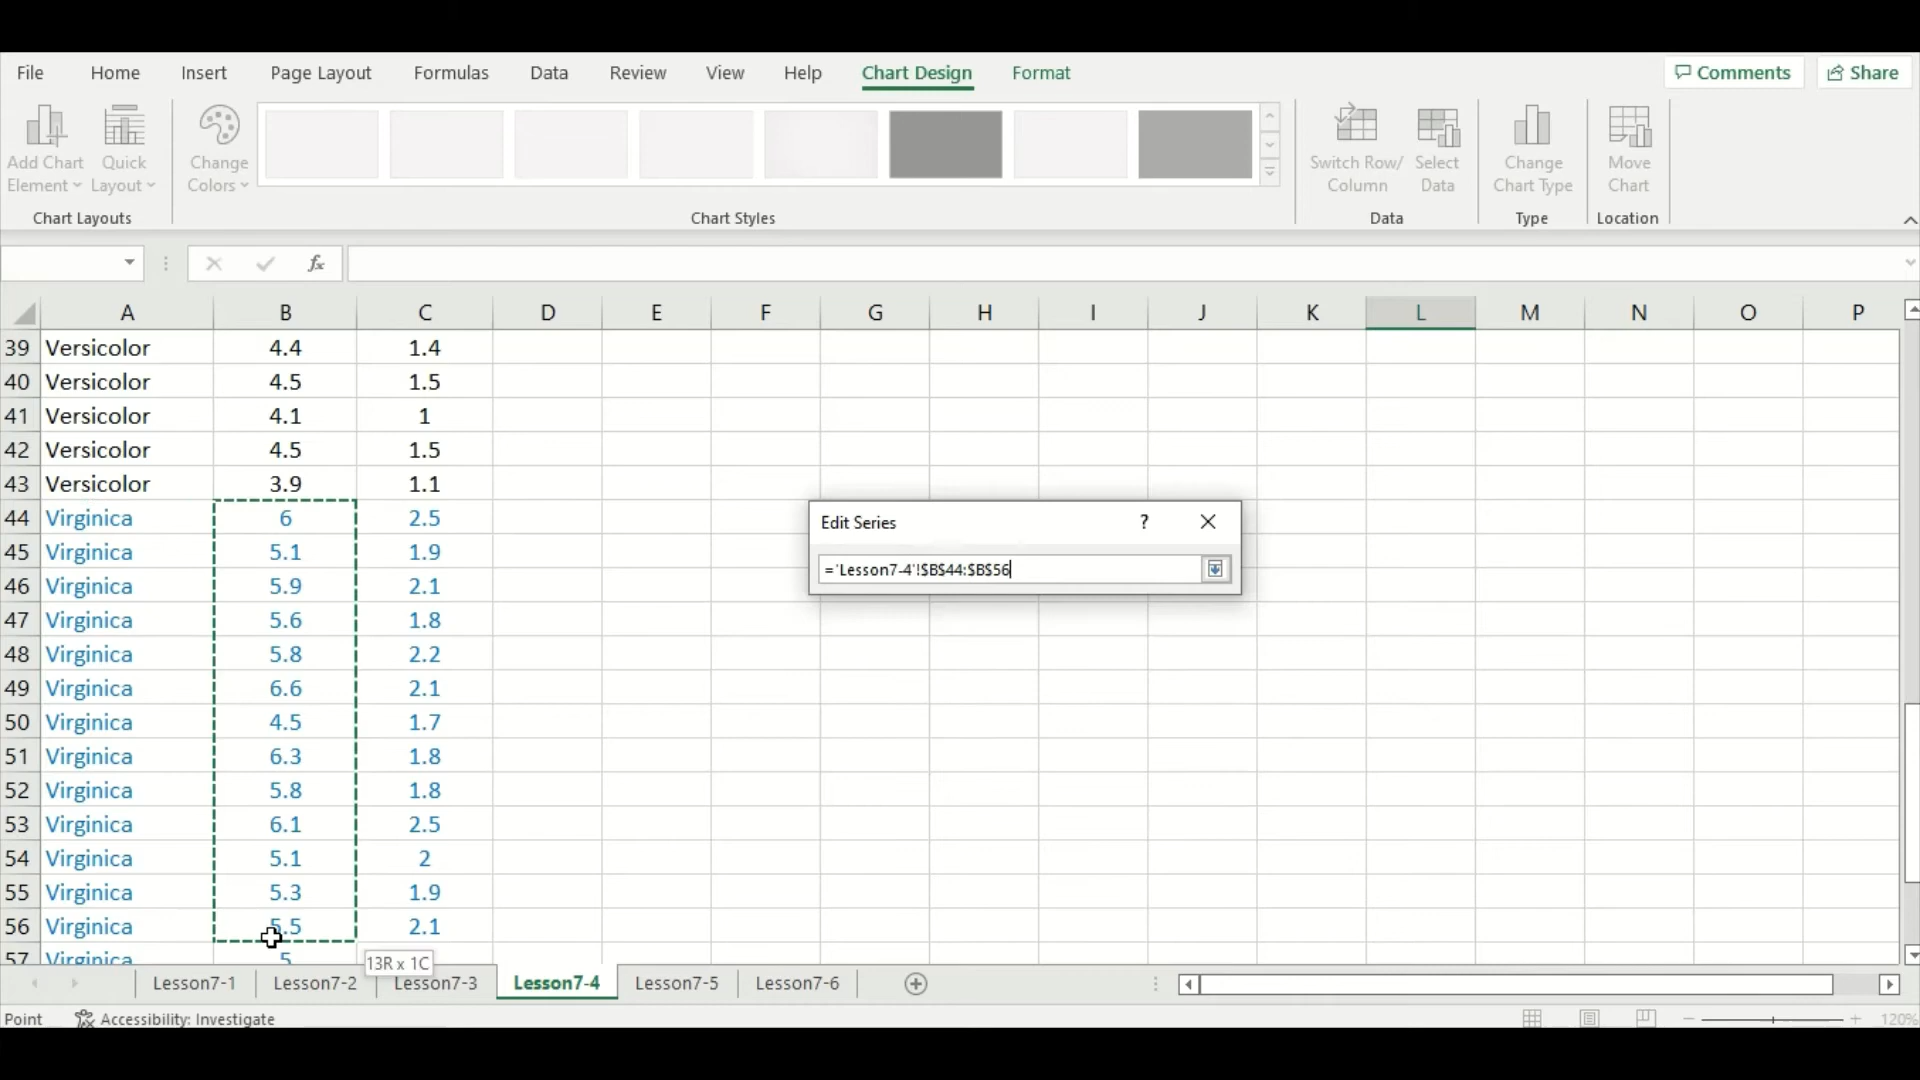 File Home Insert Page Layout Formulas Data Review View Help Chart Design Format Comments Share
Add Chart Element Quick Layout Change Colors Switch Row/ Column Select Data Change Chart Type Move Chart
Chart Layouts Chart Styles Data Type Location
fx
A B C D E F G H I J K L M N O P
39 Versicolor 4.4 1.4
40 Versicolor 4.5 1.5
41 Versicolor 4.1 1
42 Versicolor 4.5 1.5
43 Versicolor 3.9 1.1
44 Virginica 6 2.5
45 Virginica 5.1 1.9
46 Virginica 5.9 2.1
47 Virginica 5.6 1.8
48 Virginica 5.8 2.2
49 Virginica 6.6 2.1
50 Virginica 4.5 1.7
51 Virginica 6.3 1.8
52 Virginica 5.8 1.8
53 Virginica 6.1 2.5
54 Virginica 5.1 2
55 Virginica 5.3 1.9
56 Virginica 5.5 2.1
57 Virginica 5
Edit Series ?
='Lesson7-4'!$B$44:$B$56
13R x 1C
Lesson7-1 Lesson7-2 Lesson7-3 Lesson7-4 Lesson7-5 Lesson7-6
Point Accessibility: Investigate 120%